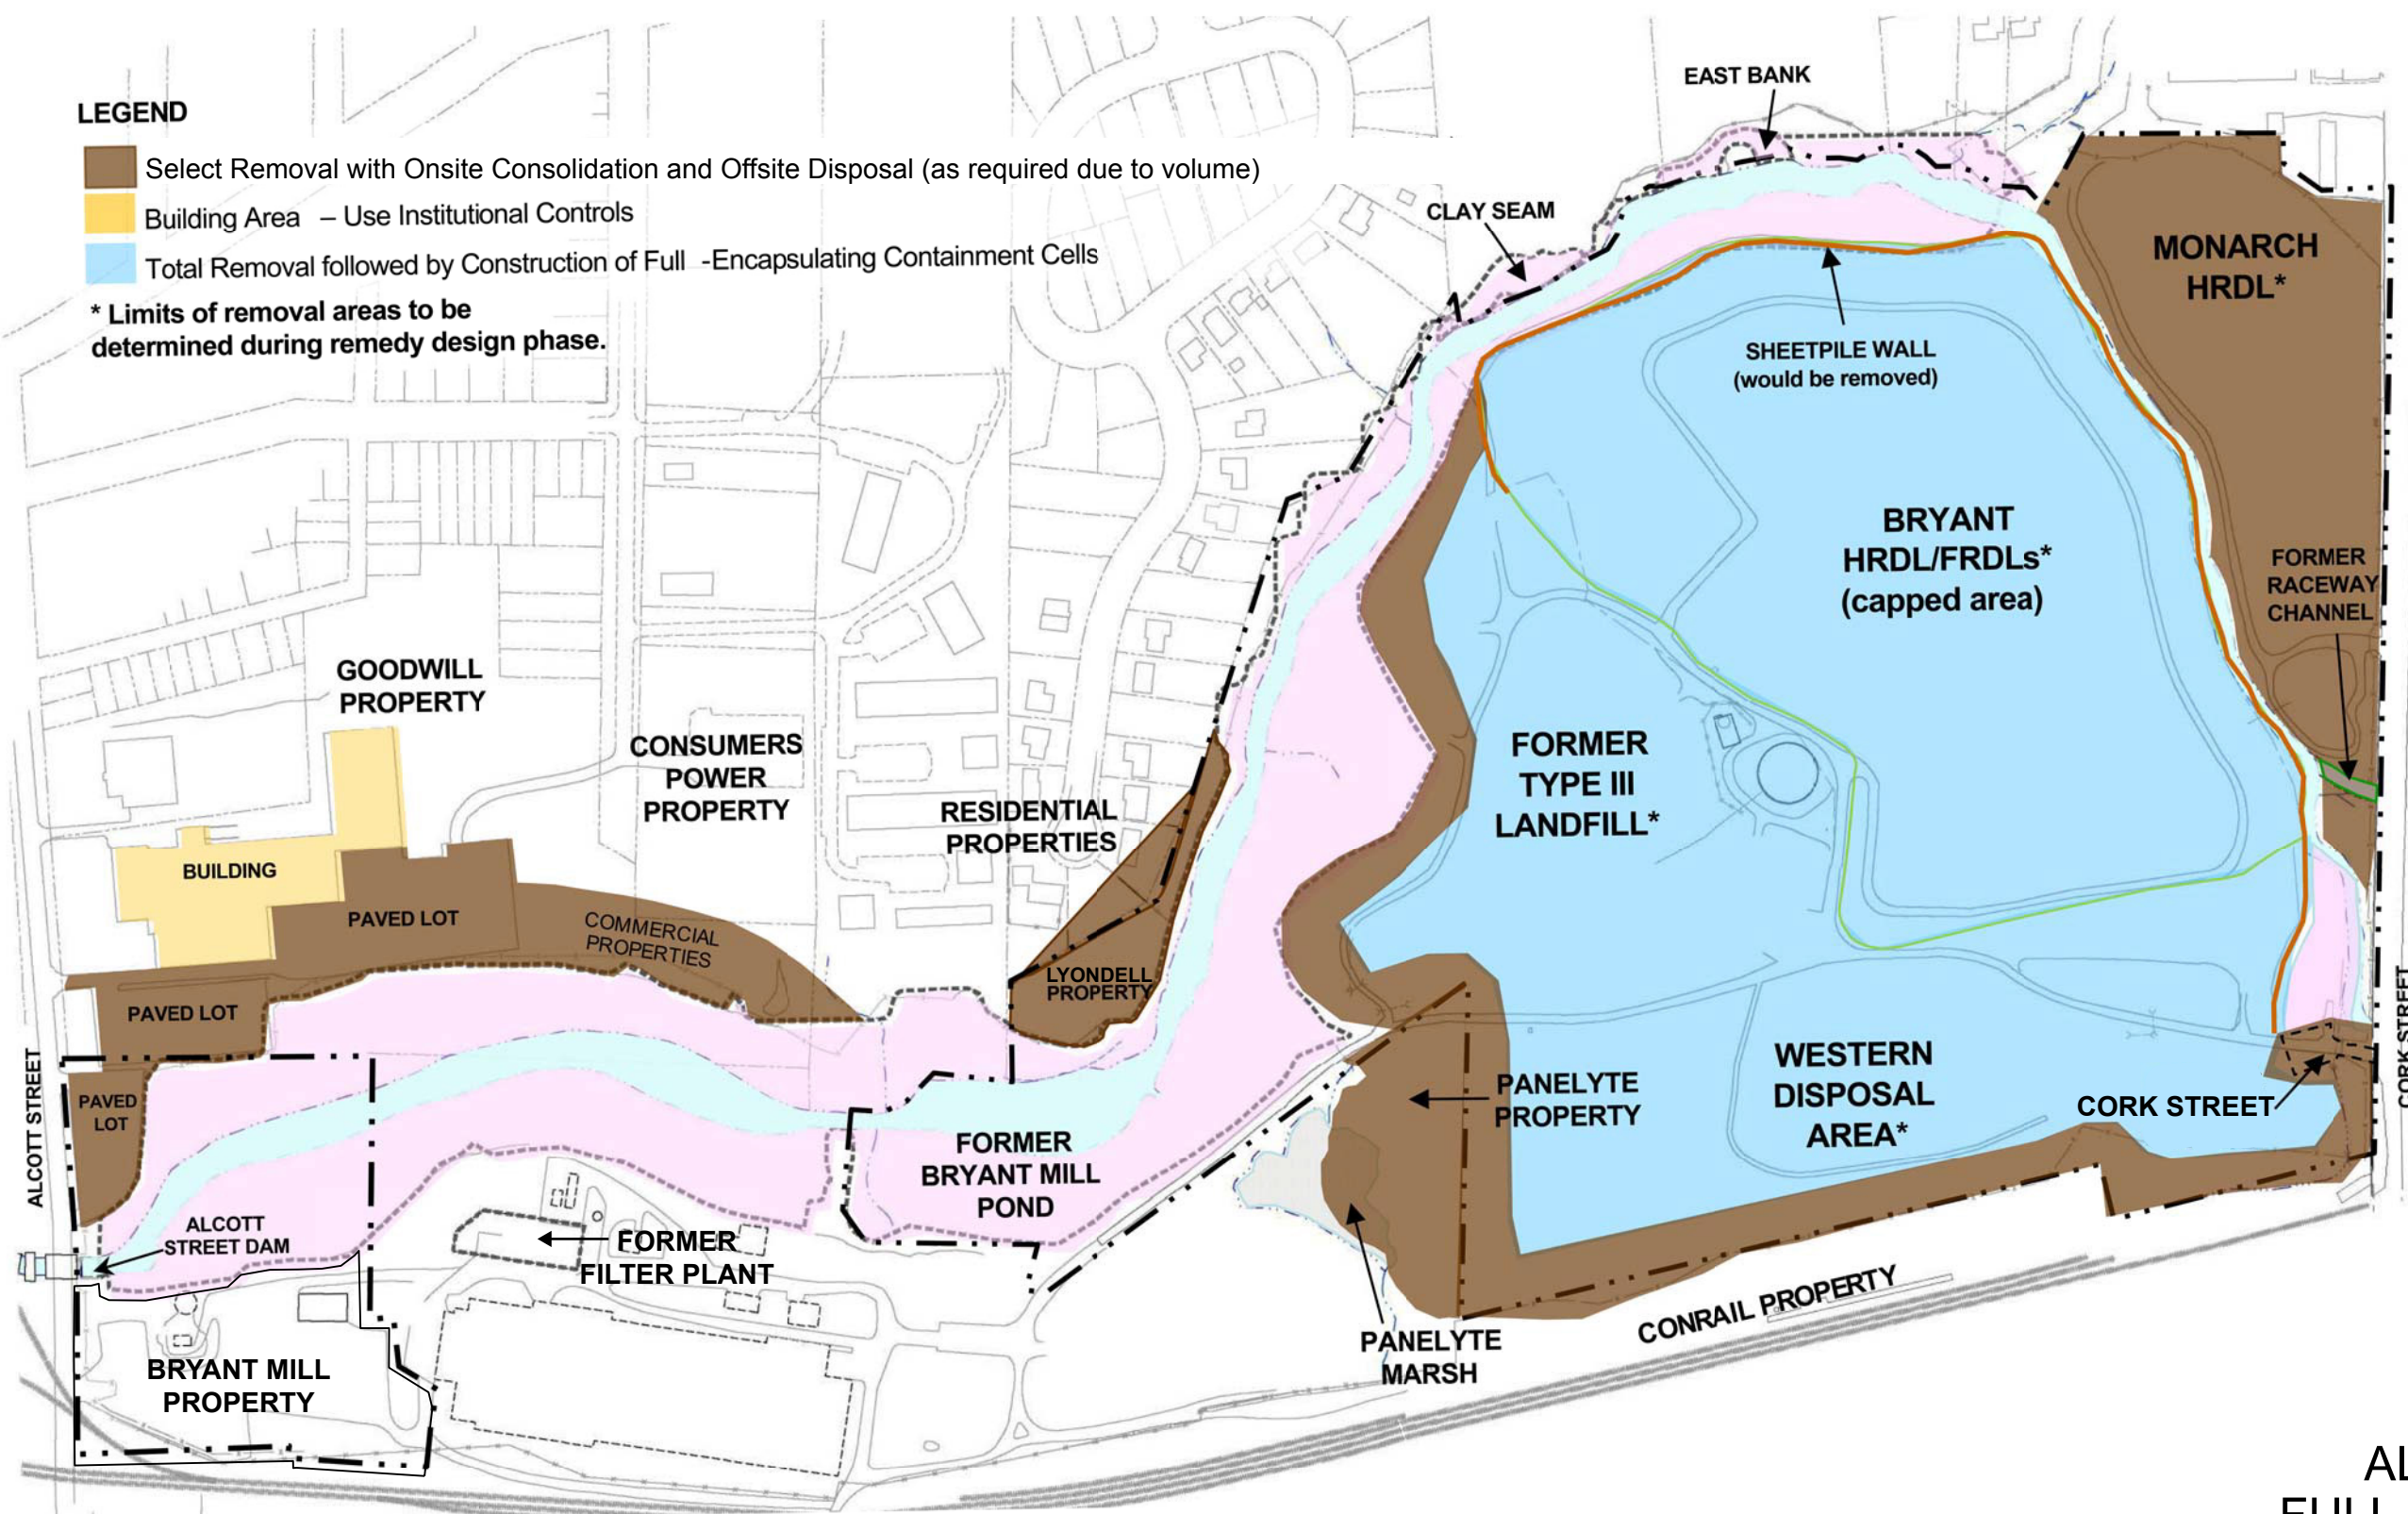 LEGEND
Select Removal with Onsite Consolidation and Offsite Disposal (as required due to volume)
Building Area – Use Institutional Controls
Total Removal followed by Construction of Full -Encapsulating Containment Cells
* Limits of removal areas to be
determined during remedy design phase.
EAST BANK
CLAY SEAM
MONARCH
HRDL*
SHEETPILE WALL
(would be removed)
BRYANT
HRDL/FRDLs*
(capped area)
FORMER
RACEWAY
CHANNEL
GOODWILL
PROPERTY
CONSUMERS
POWER
PROPERTY
RESIDENTIAL
PROPERTIES
FORMER
TYPE III
LANDFILL*
BUILDING
PAVED LOT
COMMERCIAL
PROPERTIES
LYONDELL
PROPERTY
PAVED LOT
PAVED
LOT
ALCOTT STREET
CORK STREET
WESTERN
DISPOSAL
AREA*
PANELYTE
PROPERTY
CORK STREET
FORMER
BRYANT MILL
POND
ALCOTT
STREET DAM
FORMER
FILTER PLANT
PANELYTE
MARSH
CONRAIL PROPERTY
BRYANT MILL
PROPERTY